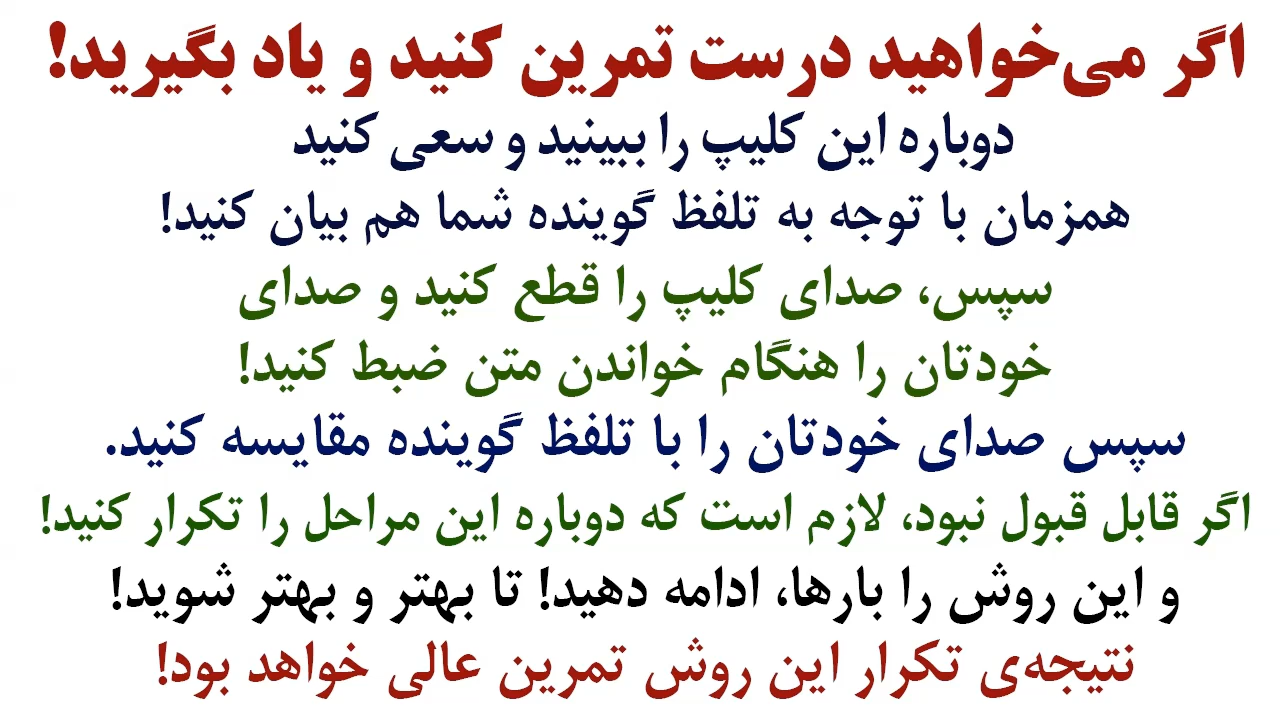 اگر می‌خواهید درست تمرین کنید و یاد بگیرید!
دوباره این کلیپ را ببینید و سعی کنید
همزمان با توجه به تلفظ گوینده شما هم بیان کنید!
سپس، صدای کلیپ را قطع کنید و صدای
خودتان را هنگام خواندن متن ضبط کنید!
سپس صدای خودتان را با تلفظ گوینده مقایسه کنید.
اگر قابل قبول نبود، لازم است که دوباره این مراحل را تکرار کنید!
و این روش را بارها، ادامه دهید! تا بهتر و بهتر شوید!
نتیجه‌ی تکرار این روش تمرین عالی خواهد بود!